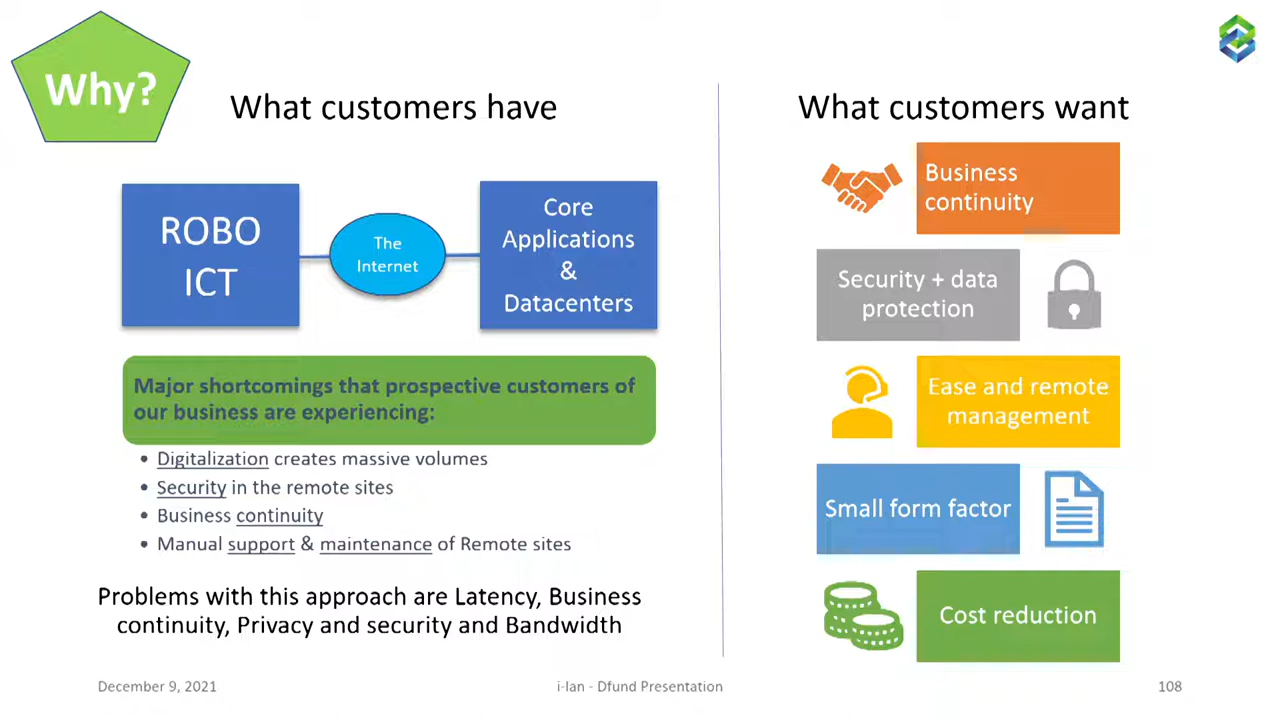 Why?
What customers have
ROBO
ICT
The
Internet
Core
Applications
&
Datacenters
Major shortcomings that prospective customers of
our business are experiencing:
• Digitalization creates massive volumes
• Security in the remote sites
• Business continuity
• Manual support & maintenance of Remote sites
Problems with this approach are Latency, Business
continuity, Privacy and security and Bandwidth
What customers want
Business
continuity
Security + data
protection
Ease and remote
management
Small form factor
Cost reduction
December 9, 2021
i-lan - Dfund Presentation
108